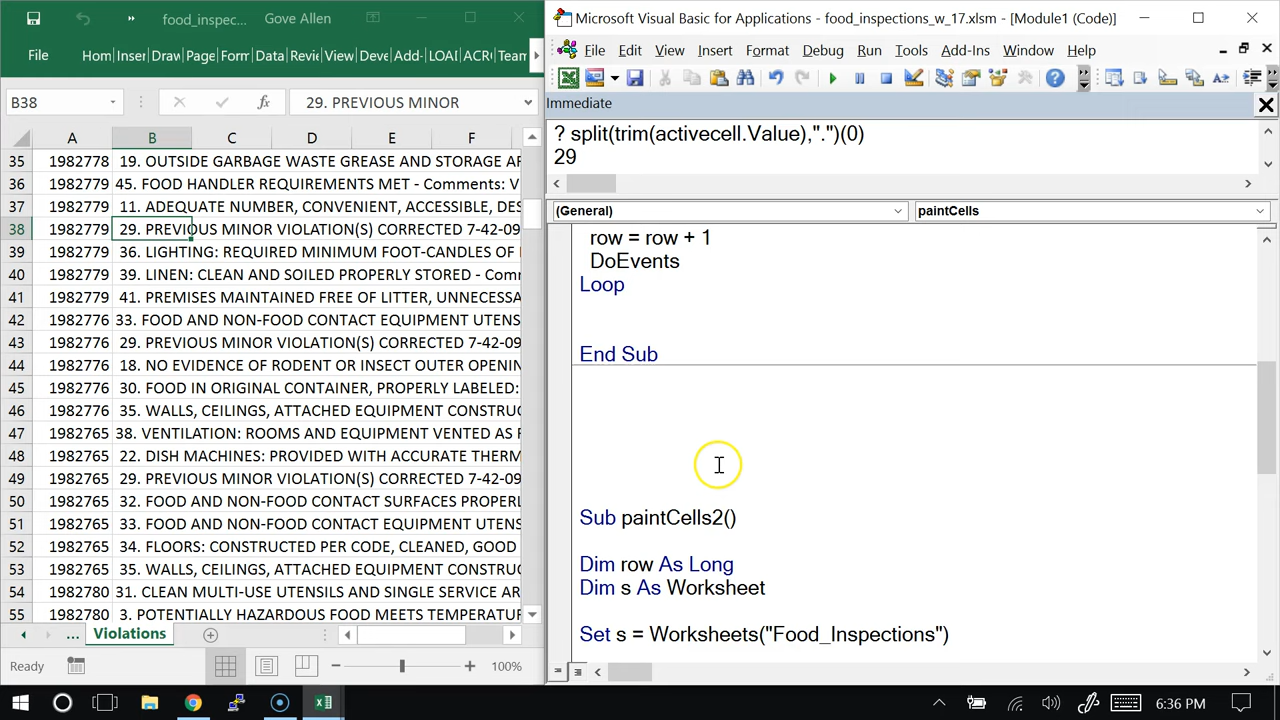 food_inspec...
Gove Allen
File
Hom
Inser
Draw
Page
Form
Data
Revie
View
Deve
Add-
LOAI
ACRO
Team
B38
fx
29. PREVIOUS MINOR
A
B
C
D
E
F
35 1982778 19. OUTSIDE GARBAGE WASTE GREASE AND STORAGE AR
36 1982779 45. FOOD HANDLER REQUIREMENTS MET - Comments: V
37 1982779 11. ADEQUATE NUMBER, CONVENIENT, ACCESSIBLE, DES
38 1982779 29. PREVIOUS MINOR VIOLATION(S) CORRECTED 7-42-09
39 1982779 36. LIGHTING: REQUIRED MINIMUM FOOT-CANDLES OF
40 1982779 39. LINEN: CLEAN AND SOILED PROPERLY STORED - Com
41 1982779 41. PREMISES MAINTAINED FREE OF LITTER, UNNECESSA
42 1982776 33. FOOD AND NON-FOOD CONTACT EQUIPMENT UTENS
43 1982776 29. PREVIOUS MINOR VIOLATION(S) CORRECTED 7-42-09
44 1982776 18. NO EVIDENCE OF RODENT OR INSECT OUTER OPENIN
45 1982776 30. FOOD IN ORIGINAL CONTAINER, PROPERLY LABELED:
46 1982776 35. WALLS, CEILINGS, ATTACHED EQUIPMENT CONSTRUC
47 1982765 38. VENTILATION: ROOMS AND EQUIPMENT VENTED AS
48 1982765 22. DISH MACHINES: PROVIDED WITH ACCURATE THERM
49 1982765 29. PREVIOUS MINOR VIOLATION(S) CORRECTED 7-42-09
50 1982765 32. FOOD AND NON-FOOD CONTACT SURFACES PROPERL
51 1982765 33. FOOD AND NON-FOOD CONTACT EQUIPMENT UTENS
52 1982765 34. FLOORS: CONSTRUCTED PER CODE, CLEANED, GOOD
53 1982765 35. WALLS, CEILINGS, ATTACHED EQUIPMENT CONSTRUC
54 1982780 31. CLEAN MULTI-USE UTENSILS AND SINGLE SERVICE AR
55 1982780 3. POTENTIALLY HAZARDOUS FOOD MEETS TEMPERATUR
... Violations
Ready
100%
Microsoft Visual Basic for Applications - food_inspections_w_17.xlsm - [Module1 (Code)]
File Edit View Insert Format Debug Run Tools Add-Ins Window Help
Immediate
? split(trim(activecell.Value),".")(0)
29
(General)
paintCells
row = row + 1
DoEvents
Loop
End Sub
Sub paintCells2()
Dim row As Long
Dim s As Worksheet
Set s = Worksheets("Food_Inspections")
6:36 PM